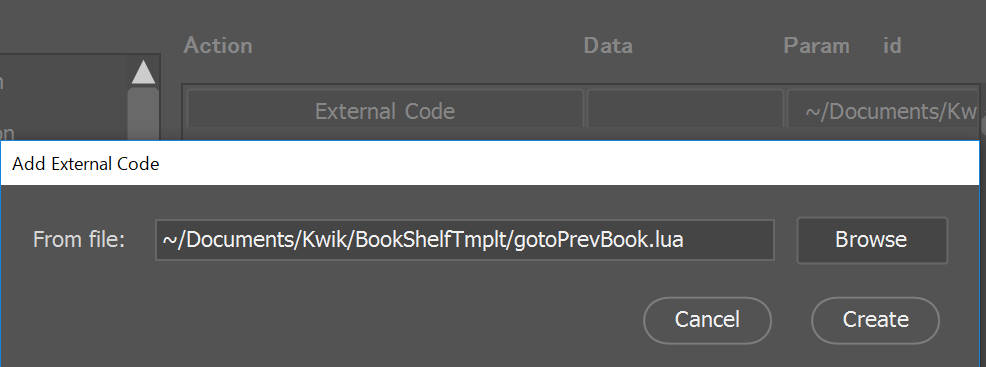 Action Data Param id
External Code ~/Documents/Kw
Add External Code
From file: ~/Documents/Kwik/BookShelfTmplt/gotoPrevBook.lua Browse
Cancel Create